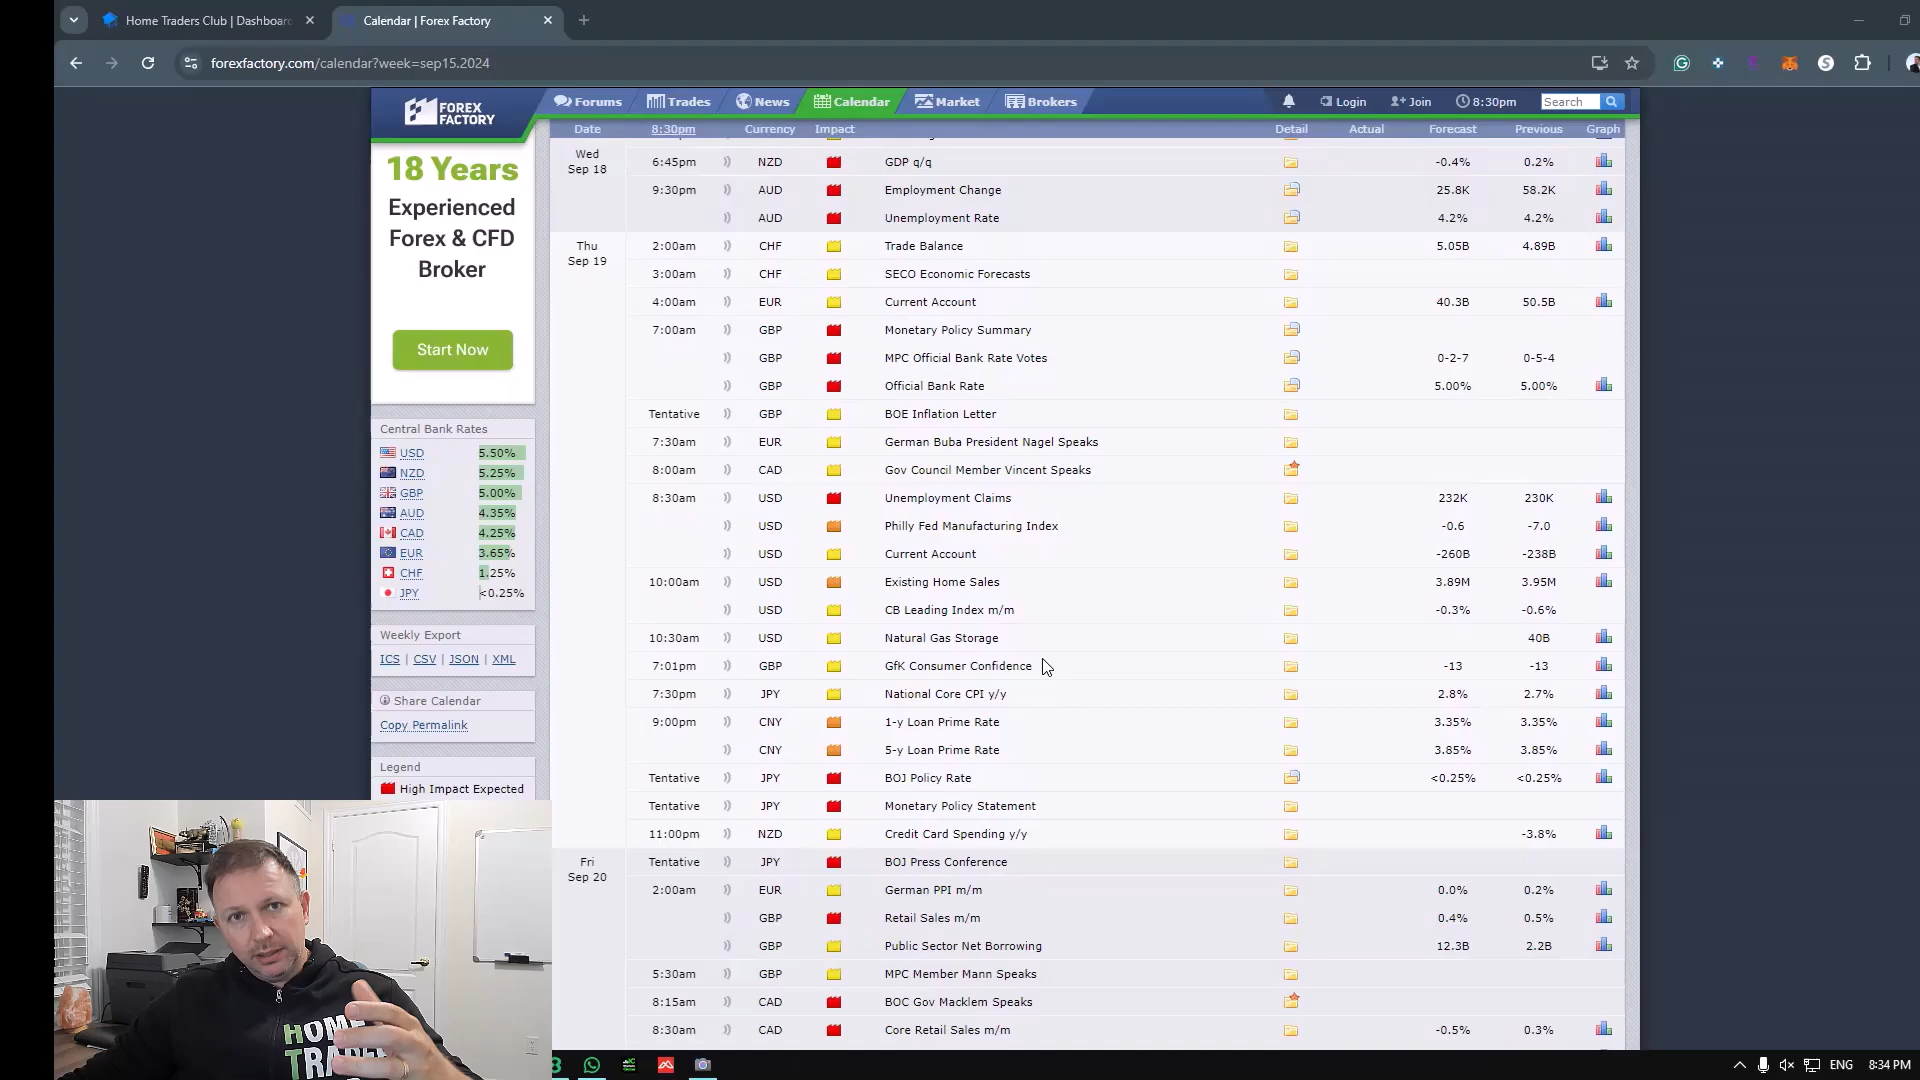 Home Traders Club | Dashboard
Calendar | Forex Factory
forexfactory.com/calendar?week=sep15.2024
FOREX FACTORY
Forums Trades News Calendar Market Brokers
Login Join 8:30pm Search
Date 8:30pm Currency Impact Detail Actual Forecast Previous Graph
18 Years
Experienced
Forex & CFD
Broker
Start Now
Central Bank Rates
USD 5.50%
NZD 5.25%
GBP 5.00%
AUD 4.35%
CAD 4.25%
EUR 3.65%
CHF 1.25%
JPY <0.25%
Weekly Export
ICS | CSV | JSON | XML
Share Calendar
Copy Permalink
Legend
High Impact Expected
Wed
Sep 18
6:45pm NZD GDP q/q -0.4% 0.2%
9:30pm AUD Employment Change 25.8K 58.2K
AUD Unemployment Rate 4.2% 4.2%
Thu
Sep 19
2:00am CHF Trade Balance 5.05B 4.89B
3:00am CHF SECO Economic Forecasts
4:00am EUR Current Account 40.3B 50.5B
7:00am GBP Monetary Policy Summary
GBP MPC Official Bank Rate Votes 0-2-7 0-5-4
GBP Official Bank Rate 5.00% 5.00%
Tentative GBP BOE Inflation Letter
7:30am EUR German Buba President Nagel Speaks
8:00am CAD Gov Council Member Vincent Speaks
8:30am USD Unemployment Claims 232K 230K
USD Philly Fed Manufacturing Index -0.6 -7.0
USD Current Account -260B -238B
10:00am USD Existing Home Sales 3.89M 3.95M
USD CB Leading Index m/m -0.3% -0.6%
10:30am USD Natural Gas Storage 40B
7:01pm GBP GfK Consumer Confidence -13 -13
7:30pm JPY National Core CPI y/y 2.8% 2.7%
9:00pm CNY 1-y Loan Prime Rate 3.35% 3.35%
CNY 5-y Loan Prime Rate 3.85% 3.85%
Tentative JPY BOJ Policy Rate <0.25% <0.25%
Tentative JPY Monetary Policy Statement
11:00pm NZD Credit Card Spending y/y -3.8%
Fri
Sep 20
Tentative JPY BOJ Press Conference
2:00am EUR German PPI m/m 0.0% 0.2%
GBP Retail Sales m/m 0.4% 0.5%
GBP Public Sector Net Borrowing 12.3B 2.2B
5:30am GBP MPC Member Mann Speaks
8:15am CAD BOC Gov Macklem Speaks
8:30am CAD Core Retail Sales m/m -0.5% 0.3%
HOME
TRADE
ENG 8:34 PM